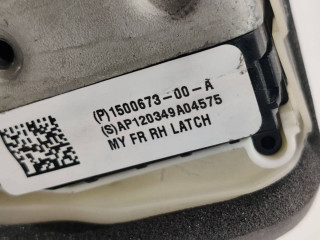 (P)1500673-00-A
(S)AP120349A04575
MY FR RH LATCH